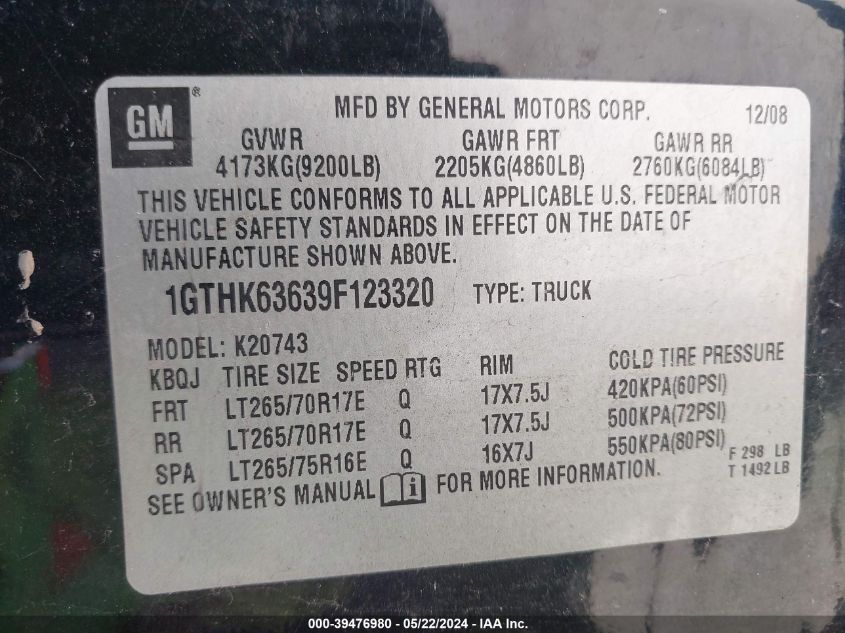 GM®
MFD BY GENERAL MOTORS CORP. 12/08
GVWR GAWR FRT GAWR RR
4173KG(9200LB) 2205KG(4860LB) 2760KG(6084LB)
THIS VEHICLE CONFORMS TO ALL APPLICABLE U.S. FEDERAL MOTOR
VEHICLE SAFETY STANDARDS IN EFFECT ON THE DATE OF
MANUFACTURE SHOWN ABOVE.
1GTHK63639F123320 TYPE: TRUCK
MODEL: K20743
KBQJ TIRE SIZE SPEED RTG RIM COLD TIRE PRESSURE
FRT LT265/70R17E Q 17X7.5J 420KPA(60PSI)
RR LT265/70R17E Q 17X7.5J 500KPA(72PSI)
SPA LT265/75R16E Q 16X7J 550KPA(80PSI) F 298 LB
SEE OWNER'S MANUAL i FOR MORE INFORMATION. T 1492 LB
000-39476980 - 05/22/2024 - IAA Inc.